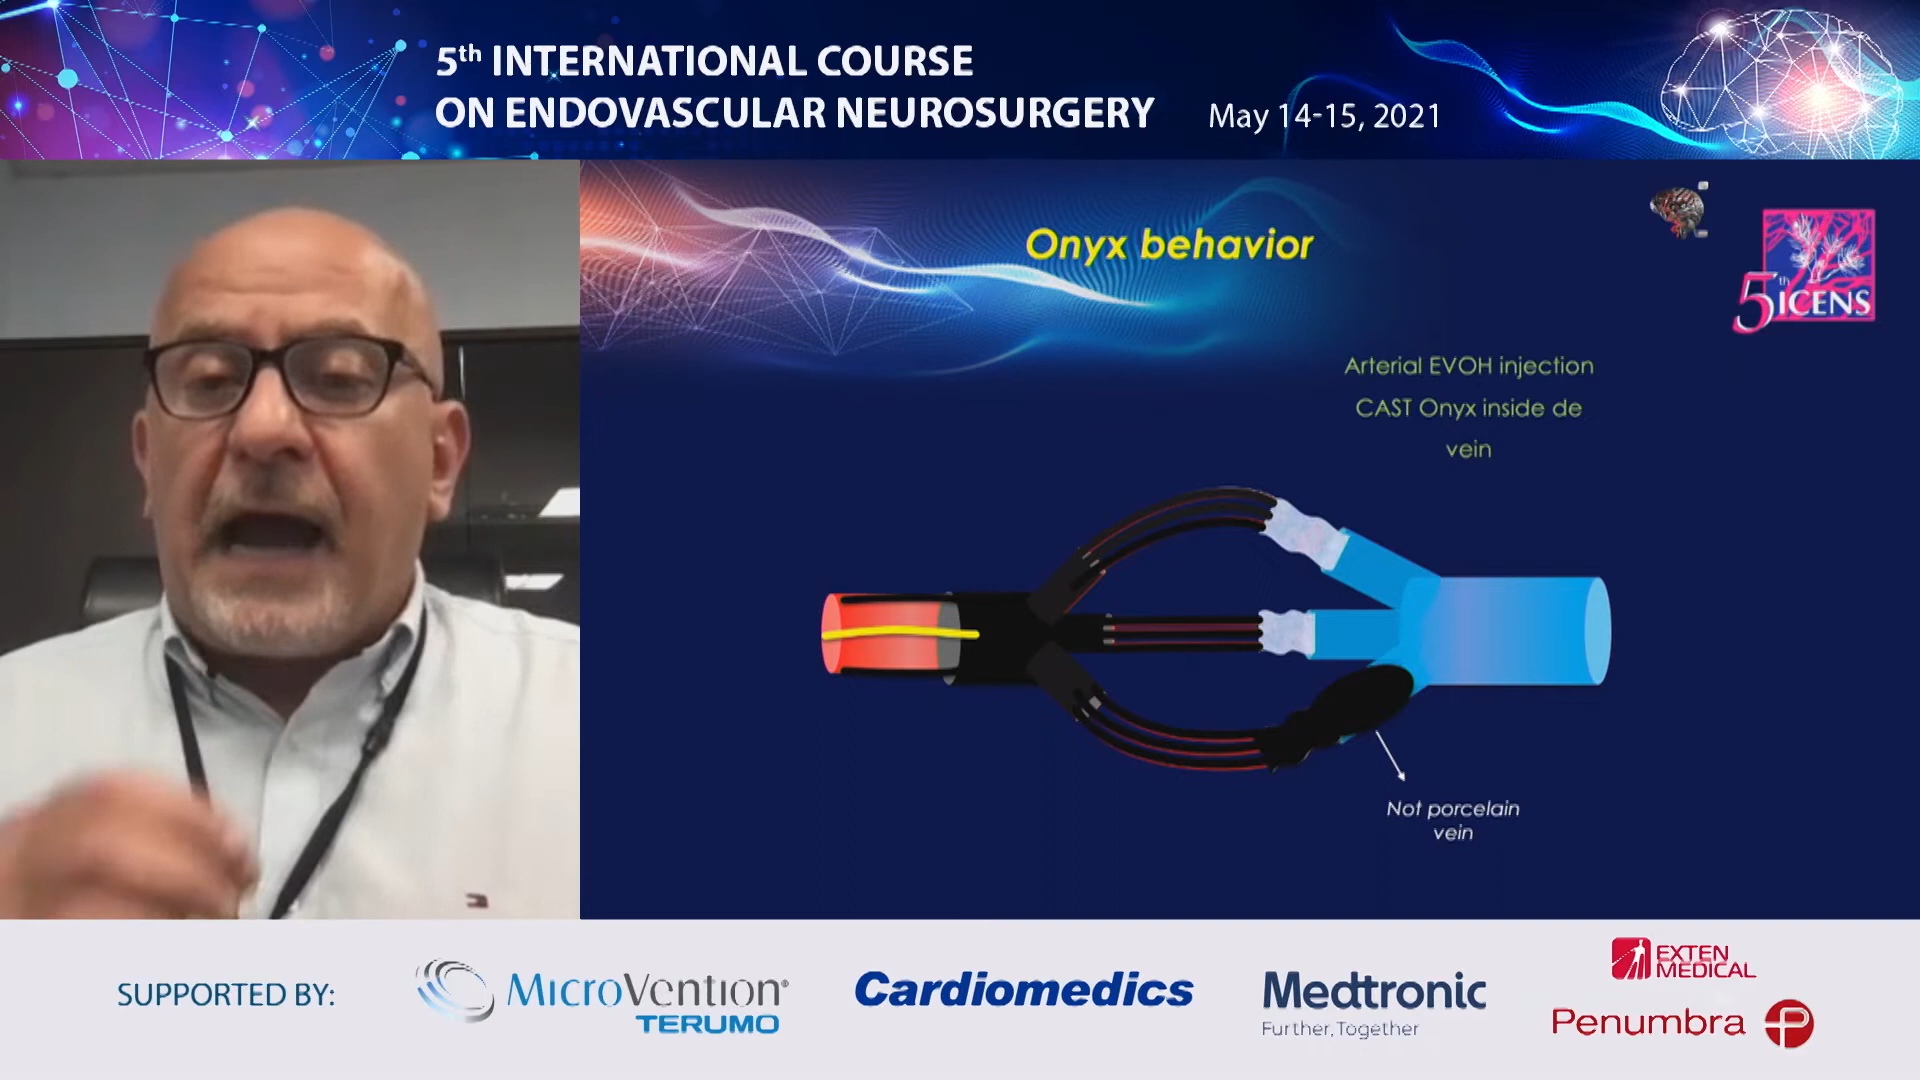 5th INTERNATIONAL COURSE
ON ENDOVASCULAR NEUROSURGERY May 14-15, 2021
Onyx behavior
5th ICENS
Arterial EVOH injection
CAST Onyx inside de
vein
Not porcelain
vein
SUPPORTED BY:
MICROVENTION®
TERUMO
Cardiomedics
Medtronic
Further, Together
EXTEN
MEDICAL
Penumbra